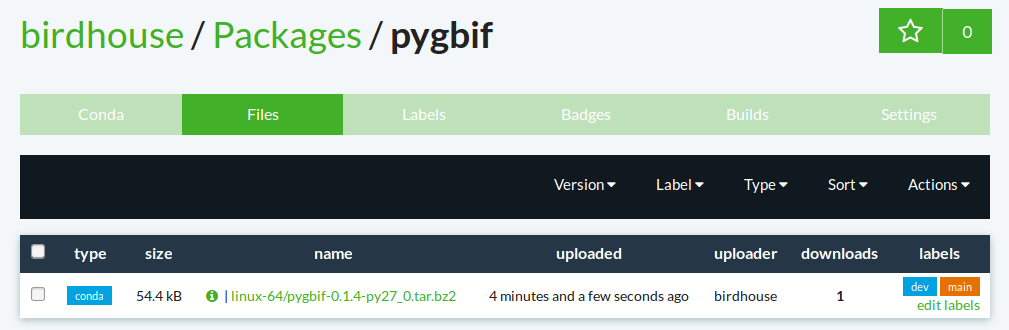 birdhouse / Packages / pygbif
0
Conda Files Labels Badges Builds Settings
Version Label Type Sort Actions
type size name uploaded uploader downloads labels
conda 54.4 kB | linux-64/pygbif-0.1.4-py27_0.tar.bz2 4 minutes and a few seconds ago birdhouse 1 dev main
edit labels